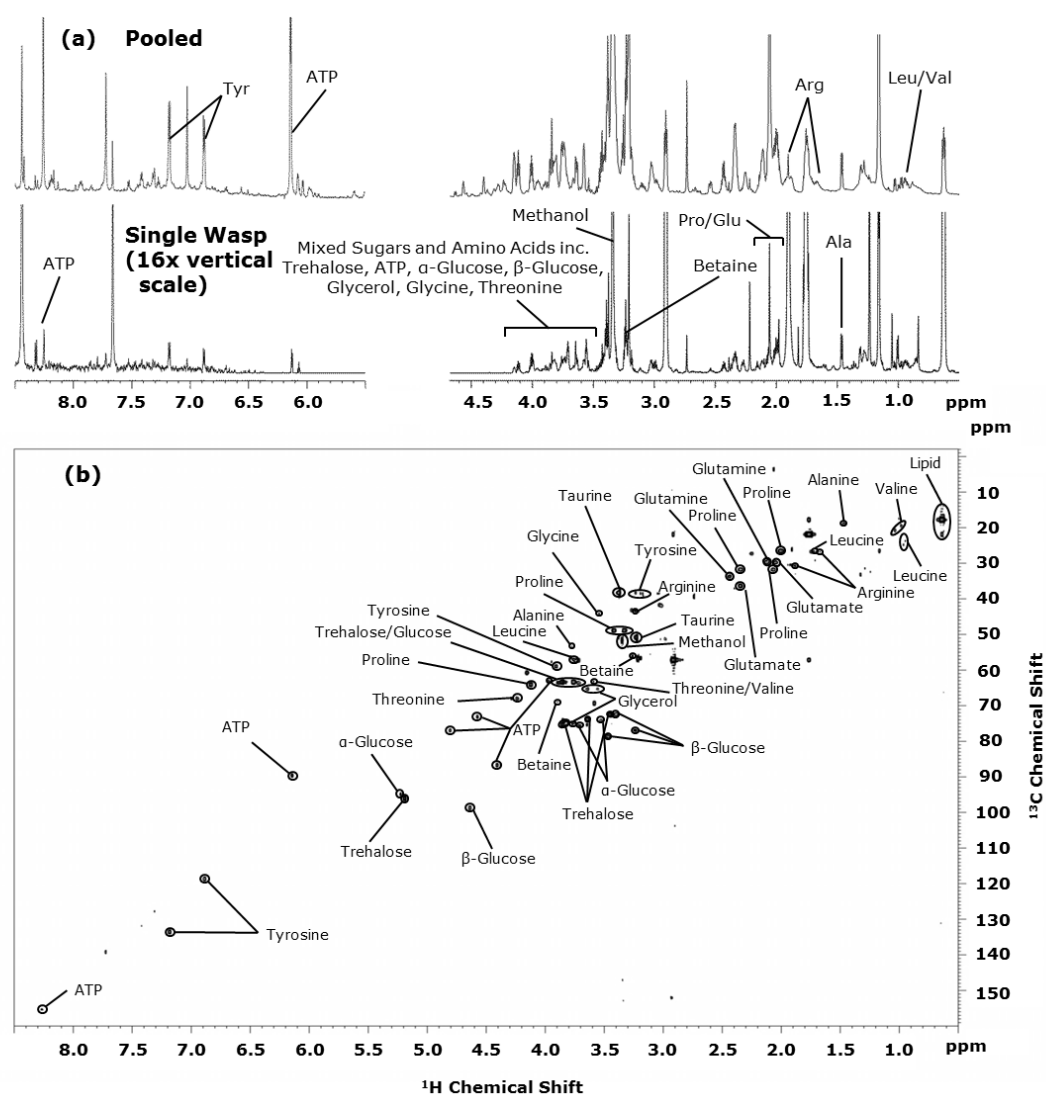 (a) Pooled
ATP
Tyr
Arg
Leu/Val
Single Wasp
(16x vertical
scale)
ATP
Methanol
Mixed Sugars and Amino Acids inc.
Trehalose, ATP, α-Glucose, β-Glucose,
Glycerol, Glycine, Threonine
Pro/Glu
Betaine
Ala
8.0 7.5 7.0 6.5 6.0 4.5 4.0 3.5 3.0 2.5 2.0 1.5 1.0 ppm
ppm
(b)
Lipid
Glutamine
Proline
Alanine
Valine
10
Taurine
Glutamine
Proline
20
Glycine
Tyrosine
Leucine
30
Leucine
Proline
Arginine
Arginine
40
Glutamate
Tyrosine
Alanine
Taurine
Proline
Trehalose/Glucose
Leucine
Methanol
50
Proline
Betaine
Glutamate
60
Threonine
Threonine/Valine
Glycerol
70
ATP
ATP
α-Glucose
Betaine
β-Glucose
80
α-Glucose
90
Trehalose
100
Trehalose
β-Glucose
110
120
Tyrosine
130
140
ATP
150
13C Chemical Shift
8.0 7.5 7.0 6.5 6.0 5.5 5.0 4.5 4.0 3.5 3.0 2.5 2.0 1.5 1.0 ppm
1H Chemical Shift